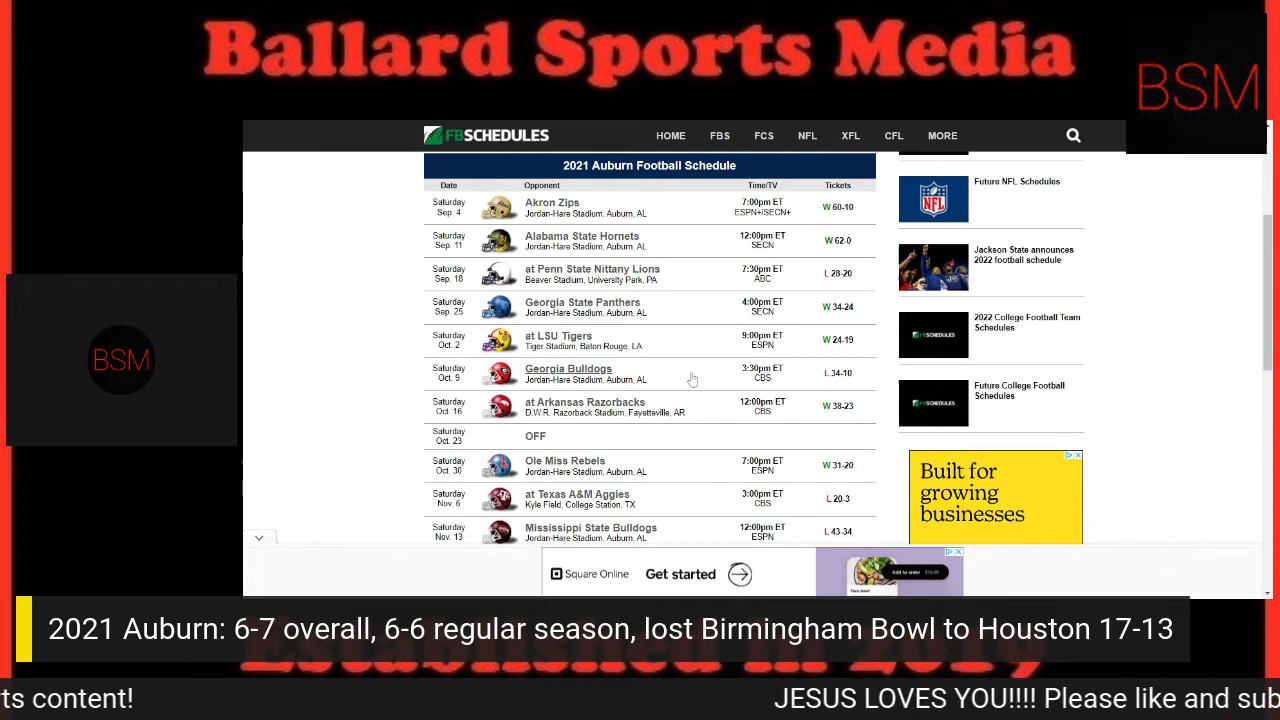 Ballard Sports Media
BSM
FBSCHEDULES
HOME FBS FCS NFL XFL CFL MORE
2021 Auburn Football Schedule
Date Opponent Time/TV Tickets
Saturday Sep. 4 Akron Zips Jordan-Hare Stadium, Auburn, AL 7:00pm ET ESPN+/SECN+ W 60-10
Saturday Sep. 11 Alabama State Hornets Jordan-Hare Stadium, Auburn, AL 12:00pm ET SECN W 62-0
Saturday Sep. 18 at Penn State Nittany Lions Beaver Stadium, University Park, PA 7:30pm ET ABC L 28-20
Saturday Sep. 25 Georgia State Panthers Jordan-Hare Stadium, Auburn, AL 4:00pm ET SECN W 34-24
Saturday Oct. 2 at LSU Tigers Tiger Stadium, Baton Rouge, LA 9:00pm ET ESPN W 24-19
Saturday Oct. 9 Georgia Bulldogs Jordan-Hare Stadium, Auburn, AL 3:30pm ET CBS L 34-10
Saturday Oct. 16 at Arkansas Razorbacks D.W.R. Razorback Stadium, Fayetteville, AR 12:00pm ET CBS W 38-23
Saturday Oct. 23 OFF
Saturday Oct. 30 Ole Miss Rebels Jordan-Hare Stadium, Auburn, AL 7:00pm ET ESPN W 31-20
Saturday Nov. 6 at Texas A&M Aggies Kyle Field, College Station, TX 3:00pm ET CBS L 20-3
Saturday Nov. 13 Mississippi State Bulldogs Jordan-Hare Stadium, Auburn, AL 12:00pm ET ESPN L 43-34
NFL
Future NFL Schedules
Jackson State announces
2022 football schedule
FBSCHEDULES
2022 College Football Team
Schedules
FBSCHEDULES
Future College Football
Schedules
Built for
growing
businesses
BSM
Square Online Get started
Add to order
2021 Auburn: 6-7 overall, 6-6 regular season, lost Birmingham Bowl to Houston 17-13
Established in 2019
rts content! JESUS LOVES YOU!!!! Please like and sub